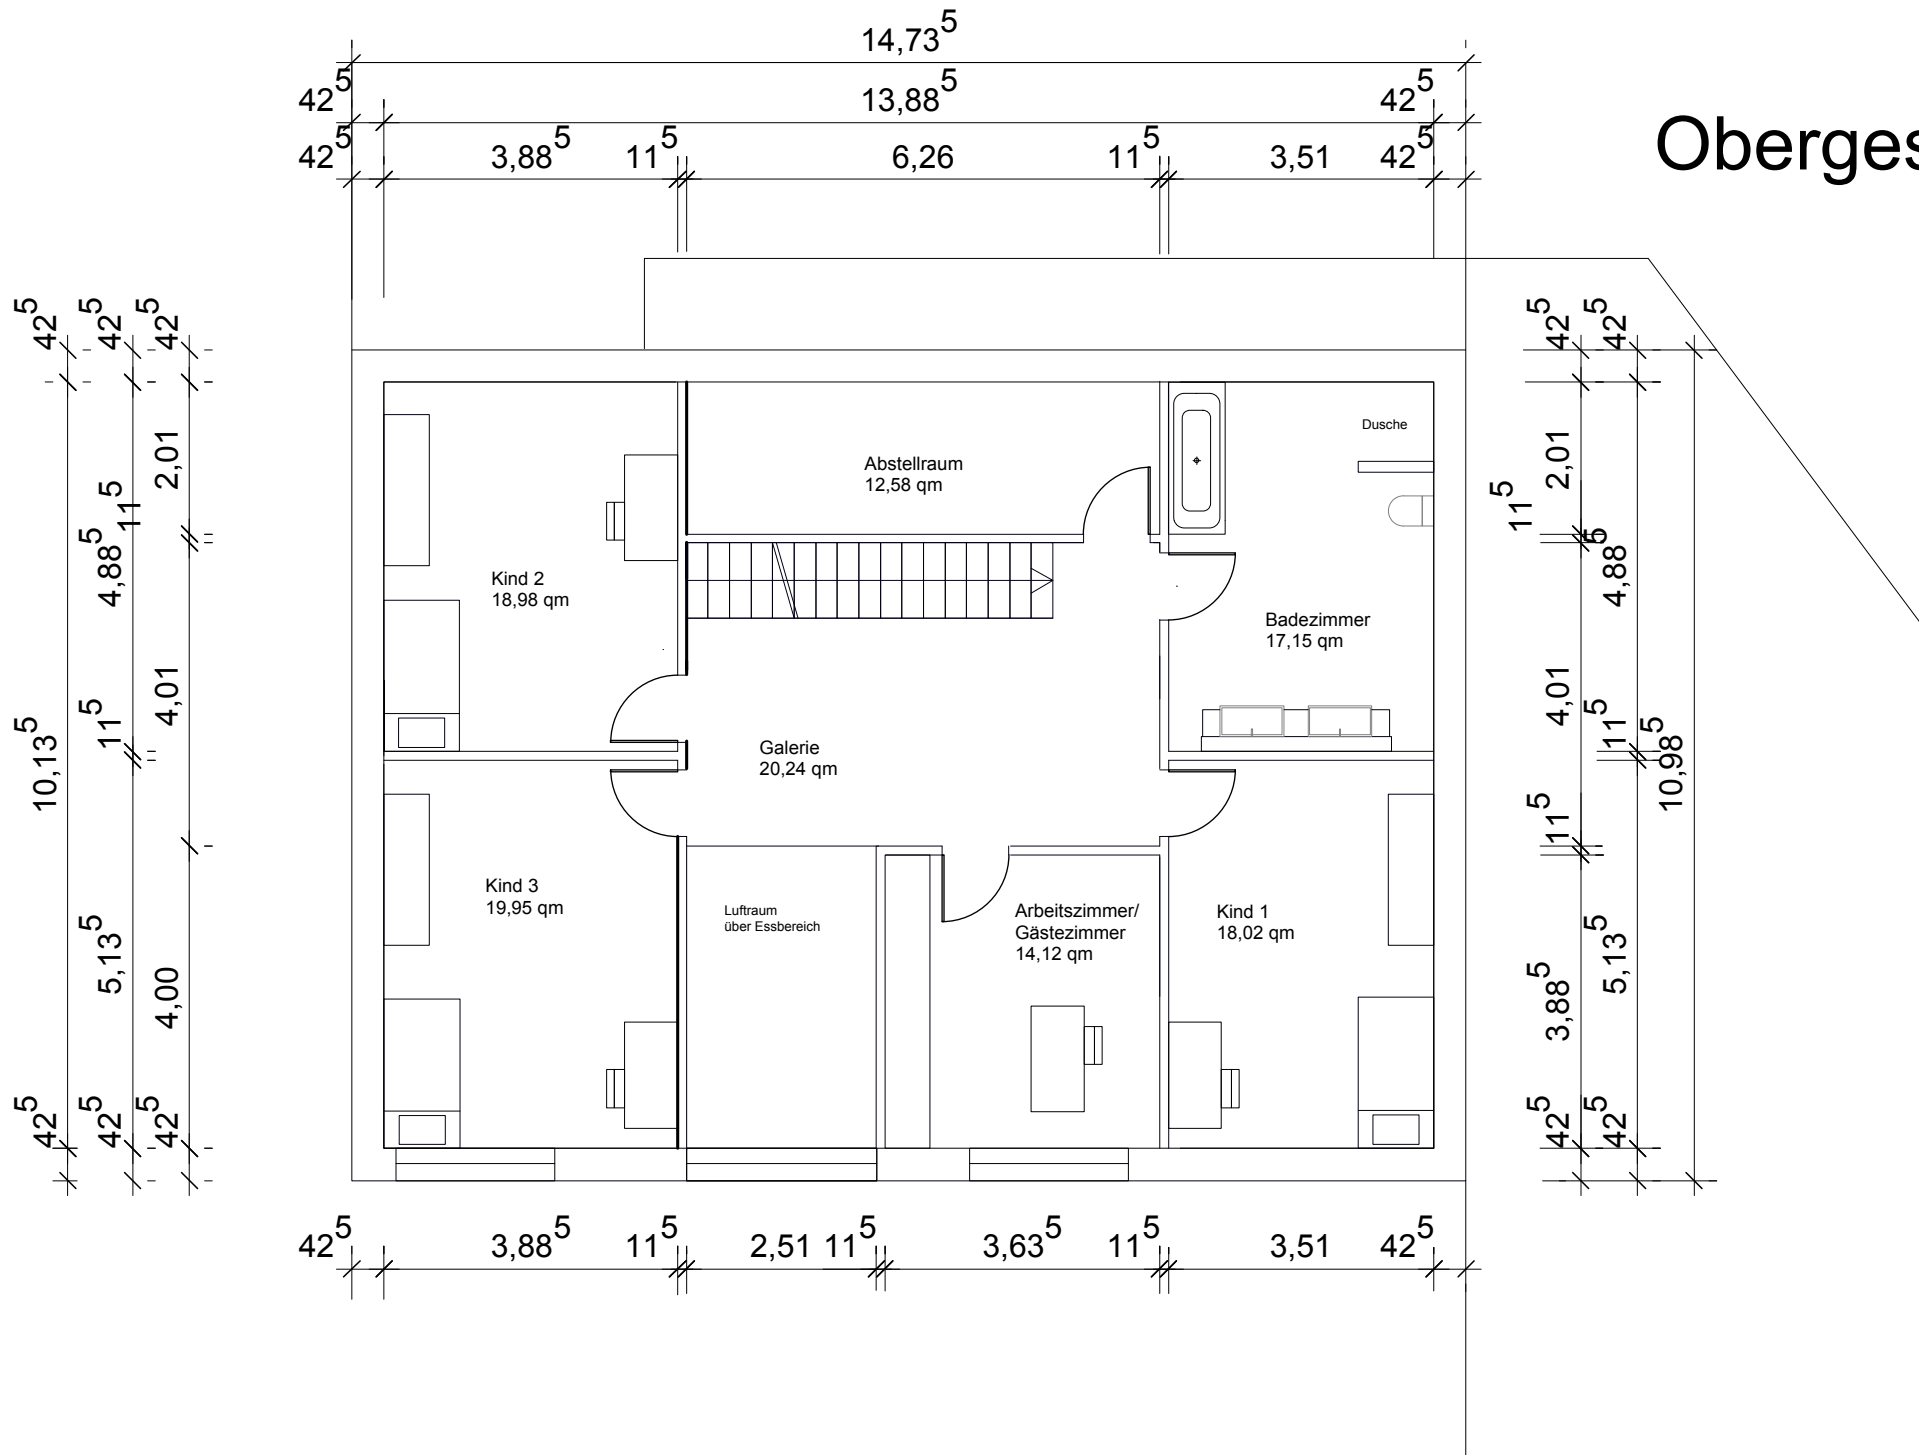 14,73⁵
42⁵ 13,88⁵ 42⁵
42⁵ 3,88⁵ 11⁵ 6,26 11⁵ 3,51 42⁵
Oberges
42⁵ 42⁵ 42⁵
42⁵ 42⁵
2,01
11⁵
4,88⁵
4,01
11⁵
10,13⁵
5,13⁵
4,00
42⁵ 42⁵ 42⁵
Abstellraum
12,58 qm
Dusche
Kind 2
18,98 qm
Badezimmer
17,15 qm
Galerie
20,24 qm
Kind 3
19,95 qm
Luftraum
über Essbereich
Arbeitszimmer/
Gästezimmer
14,12 qm
Kind 1
18,02 qm
2,01
11⁵
4,88⁵
4,01
11⁵
10,98⁵
11⁵
5,13⁵
3,88⁵
42⁵ 42⁵
42⁵ 3,88⁵ 11⁵ 2,51 11⁵ 3,63⁵ 11⁵ 3,51 42⁵